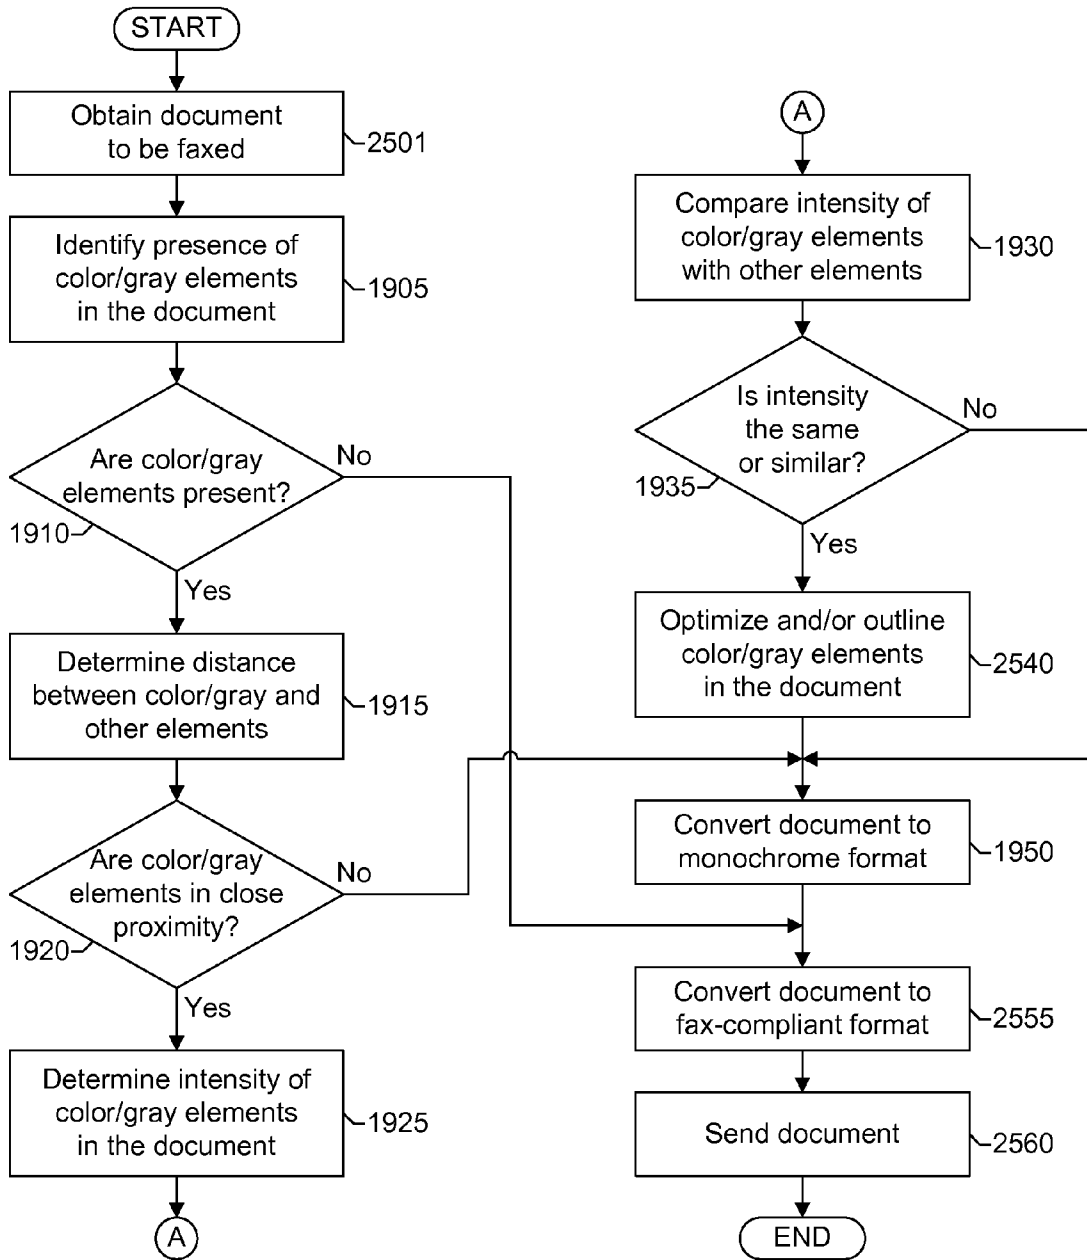 START
Obtain document
to be faxed
2501
Identify presence of
color/gray elements
in the document
1905
Are color/gray
elements present?
No
1910
Yes
Determine distance
between color/gray and
other elements
1915
Are color/gray
elements in close
proximity?
No
1920
Yes
Determine intensity of
color/gray elements
in the document
1925
A
A
Compare intensity of
color/gray elements
with other elements
1930
Is intensity
the same
or similar?
No
1935
Yes
Optimize and/or outline
color/gray elements
in the document
2540
Convert document to
monochrome format
1950
Convert document to
fax-compliant format
2555
Send document
2560
END